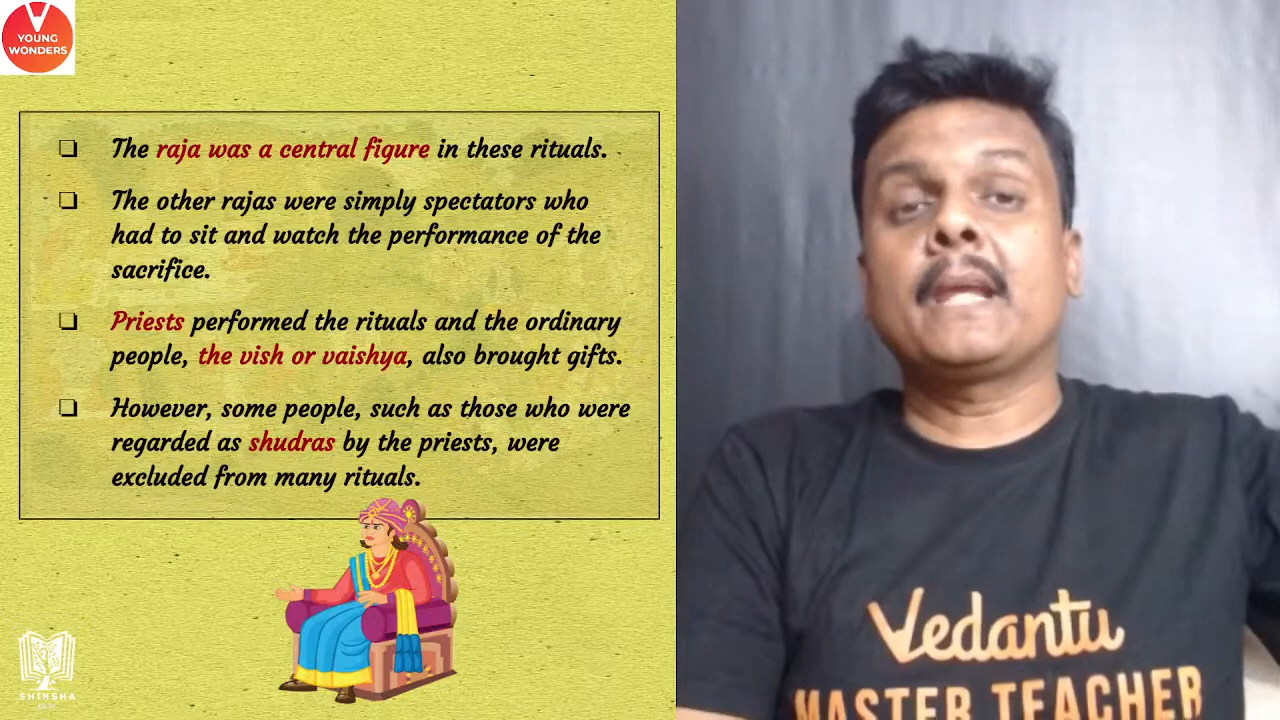 YOUNG
WONDERS
The raja was a central figure in these rituals.
The other rajas were simply spectators who
had to sit and watch the performance of the
sacrifice.
Priests performed the rituals and the ordinary
people, the vish or vaishya, also brought gifts.
However, some people, such as those who were
regarded as shudras by the priests, were
excluded from many rituals.
SHIKSHA
Vedantu
MASTER TEACHER